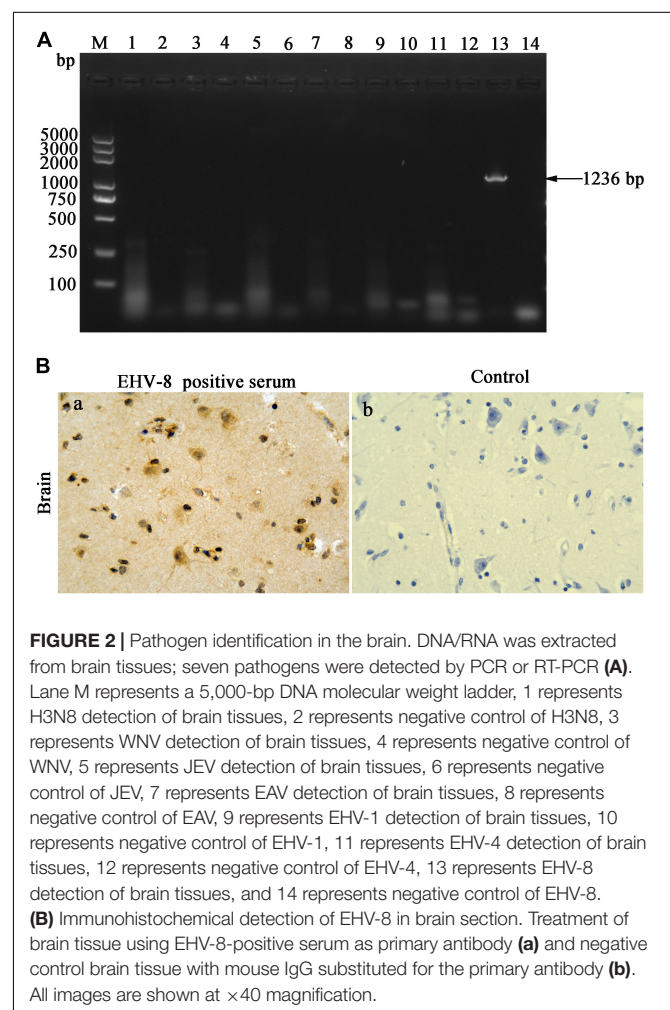 A
M 1 2 3 4 5 6 7 8 9 10 11 12 13 14
bp
5000
3000
2000
1000
750
500
250
100
1236 bp
B
EHV-8 positive serum
Control
a
b
Brain
FIGURE 2 | Pathogen identification in the brain. DNA/RNA was extracted
from brain tissues; seven pathogens were detected by PCR or RT-PCR (A).
Lane M represents a 5,000-bp DNA molecular weight ladder, 1 represents
H3N8 detection of brain tissues, 2 represents negative control of H3N8, 3
represents WNV detection of brain tissues, 4 represents negative control of
WNV, 5 represents JEV detection of brain tissues, 6 represents negative
control of JEV, 7 represents EAV detection of brain tissues, 8 represents
negative control of EAV, 9 represents EHV-1 detection of brain tissues, 10
represents negative control of EHV-1, 11 represents EHV-4 detection of brain
tissues, 12 represents negative control of EHV-4, 13 represents EHV-8
detection of brain tissues, and 14 represents negative control of EHV-8.
(B) Immunohistochemical detection of EHV-8 in brain section. Treatment of
brain tissue using EHV-8-positive serum as primary antibody (a) and negative
control brain tissue with mouse IgG substituted for the primary antibody (b).
All images are shown at ×40 magnification.